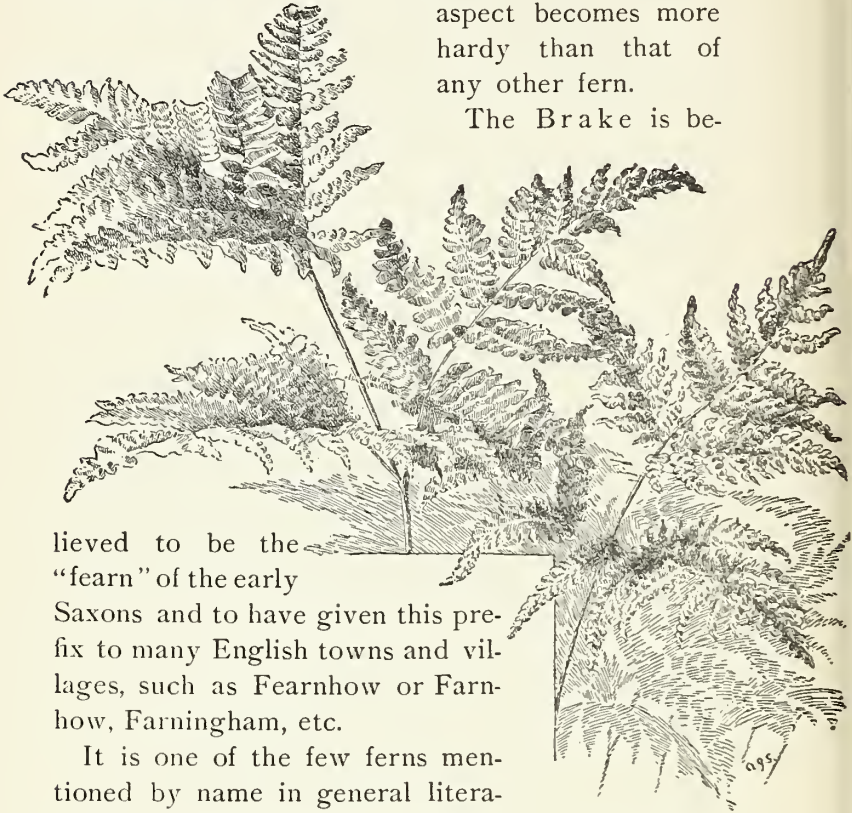 aspect becomes more
hardy than that of
any other fern.
The Brake is be-
lieved to be the
"fearn" of the early
Saxons and to have given this pre-
fix to many English towns and vil-
lages, such as Fearnhow or Farn-
how, Farningham, etc.
It is one of the few ferns men-
tioned by name in general litera-
a.g.s.